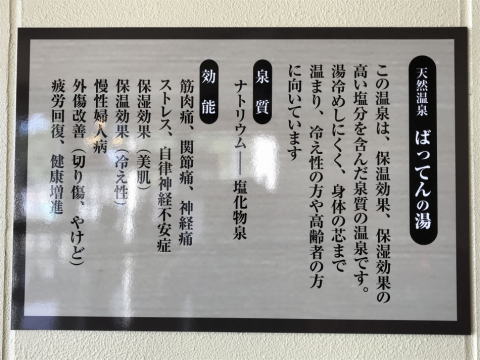 天然温泉 ばってんの湯
この温泉は、保温効果、保湿効果の
高い塩分を含んだ泉質の温泉です。
湯冷めしにくく、身体の芯まで
温まり、冷え性の方や高齢者の方
に向いています
泉質
ナトリウム──塩化物泉
効能
筋肉痛、関節痛、神経痛
ストレス、自律神経不安症
保湿効果（美肌）
保温効果（冷え性）
慢性婦人病
外傷改善（切り傷、やけど）
疲労回復、健康増進